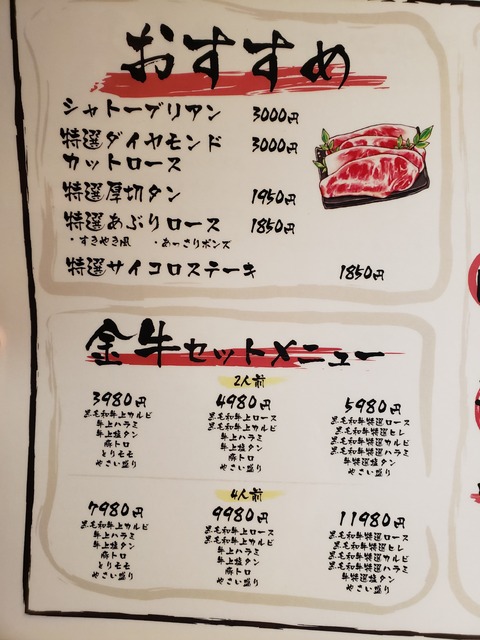 おすすめ
シャトーブリアン 3000円
特選ダイヤモンド 3000円
カットロース
特選厚切タン 1950円
特選あぶりロース 1850円
・すきやき風 ・あっさりポンズ
特選サイコロステーキ 1850円
金牛セットメニュー
2人前
3980円
黒毛和牛上カルビ
牛上ハラミ
牛上塩タン
豚トロ
とりモモ
やさい盛り
4980円
黒毛和牛上ロース
黒毛和牛上カルビ
牛上ハラミ
牛上塩タン
豚トロ
やさい盛り
5980円
黒毛和牛特選ロース
黒毛和牛特選ヒレ
黒毛和牛特選カルビ
黒毛和牛特選ハラミ
牛特選塩タン
やさい盛り
4人前
7980円
黒毛和牛上カルビ
牛上ハラミ
牛上塩タン
豚トロ
とりモモ
やさい盛り
9980円
黒毛和牛上ロース
黒毛和牛上カルビ
牛上ハラミ
牛上塩タン
豚トロ
やさい盛り
11980円
黒毛和牛特選ロース
黒毛和牛特選ヒレ
黒毛和牛特選カルビ
黒毛和牛特選ハラミ
牛特選塩タン
やさい盛り